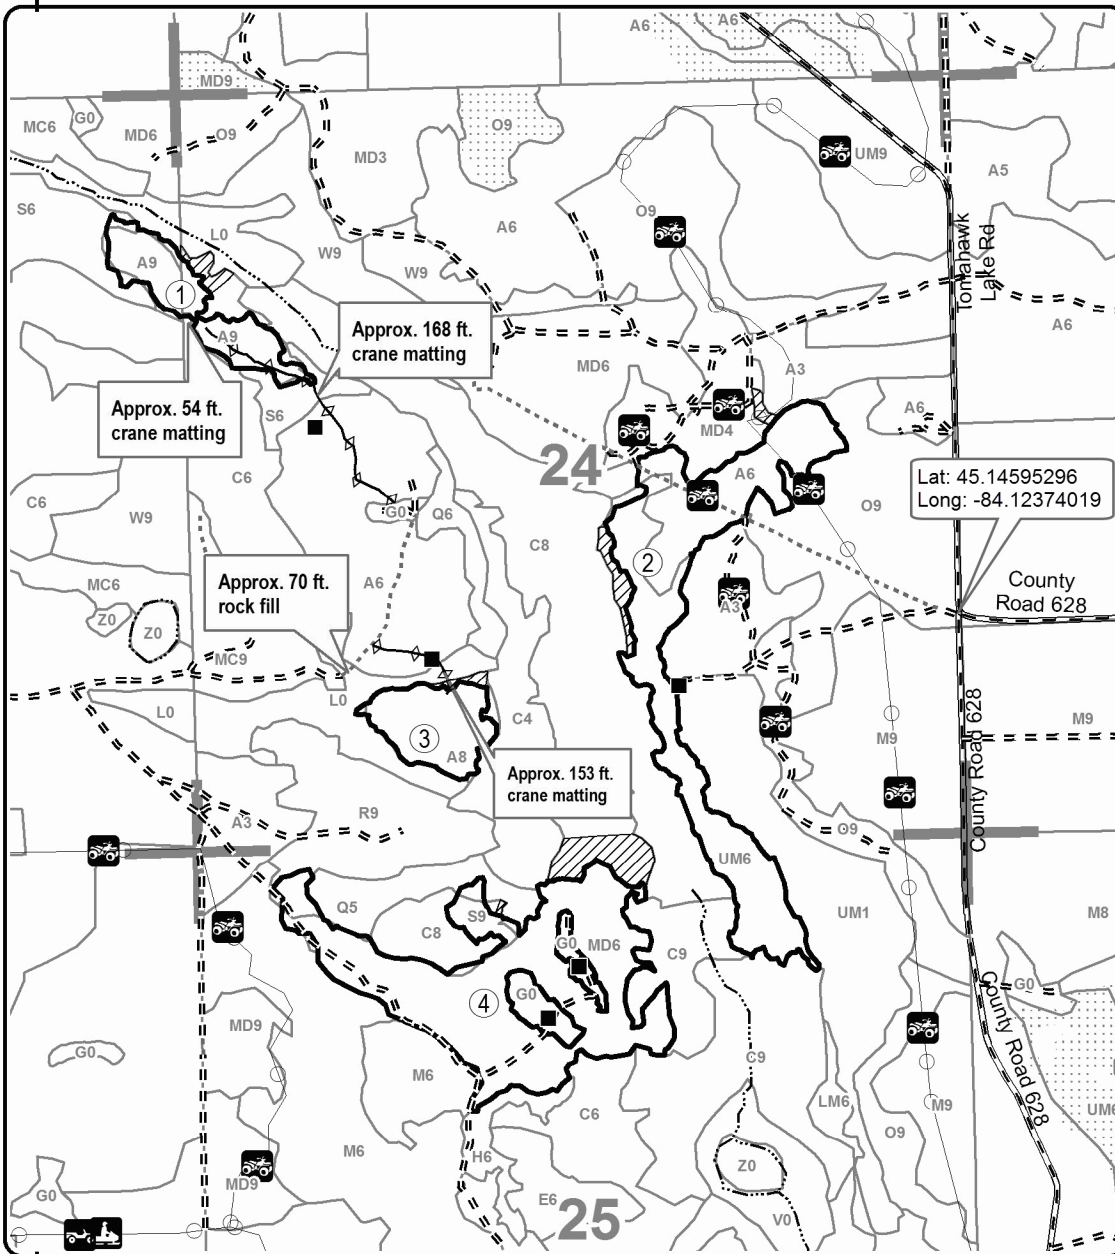 A6
A6
MD9
G0
MC6
MD6
O9
MD3
O9
UM9
A5
S6
L0
A9
1
A6
W9
W9
O9
Tomahawk
Lake Rd
A6
Approx. 168 ft.
crane matting
A9
MD6
A3
Approx. 54 ft.
crane matting
S6
A6
MD4
24
A6
Lat: 45.14595296
Long: -84.12374019
C6
C6
W9
G0
Q6
C8
O9
2
Approx. 70 ft.
rock fill
A6
A3
County
Road 628
MC6
Z0
Z0
MC9
L0
L0
3
A8
C4
M9
M9
County Road 628
Approx. 153 ft.
crane matting
A3
R9
O9
UM6
Q5
S9
C8
G0
MD6
C9
UM1
M8
4
G0
G0
County Road 628
MD9
G0
M6
C9
C6
LM6
M9
O9
M6
H6
Z0
MD9
G0
E6
25
V0